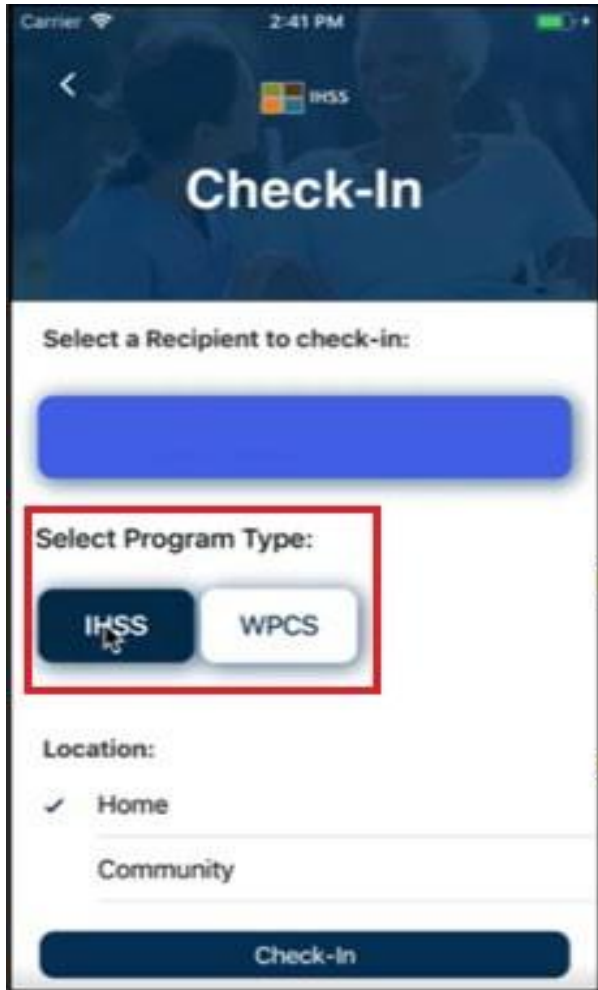 Carrier 2:41 PM
IHSS
Check-In
Select a Recipient to check-in:
Select Program Type:
IHSS WPCS
Location:
Home
Community
Check-In